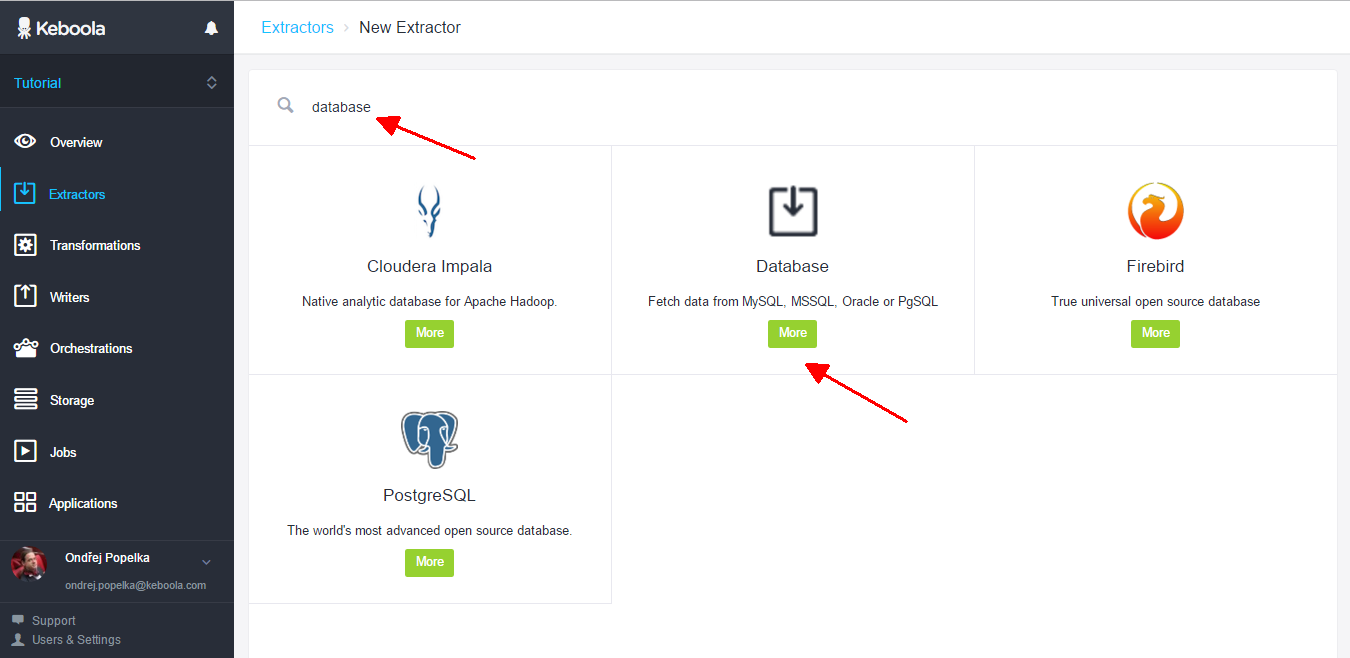 Keboola
Tutorial
Overview
Extractors
Transformations
Writers
Orchestrations
Storage
Jobs
Applications
Ondřej Popelka
ondrej.popelka@keboola.com
Support
Users & Settings
Extractors › New Extractor
database
Cloudera Impala
Native analytic database for Apache Hadoop.
More
Database
Fetch data from MySQL, MSSQL, Oracle or PgSQL
More
Firebird
True universal open source database
More
PostgreSQL
The world's most advanced open source database.
More